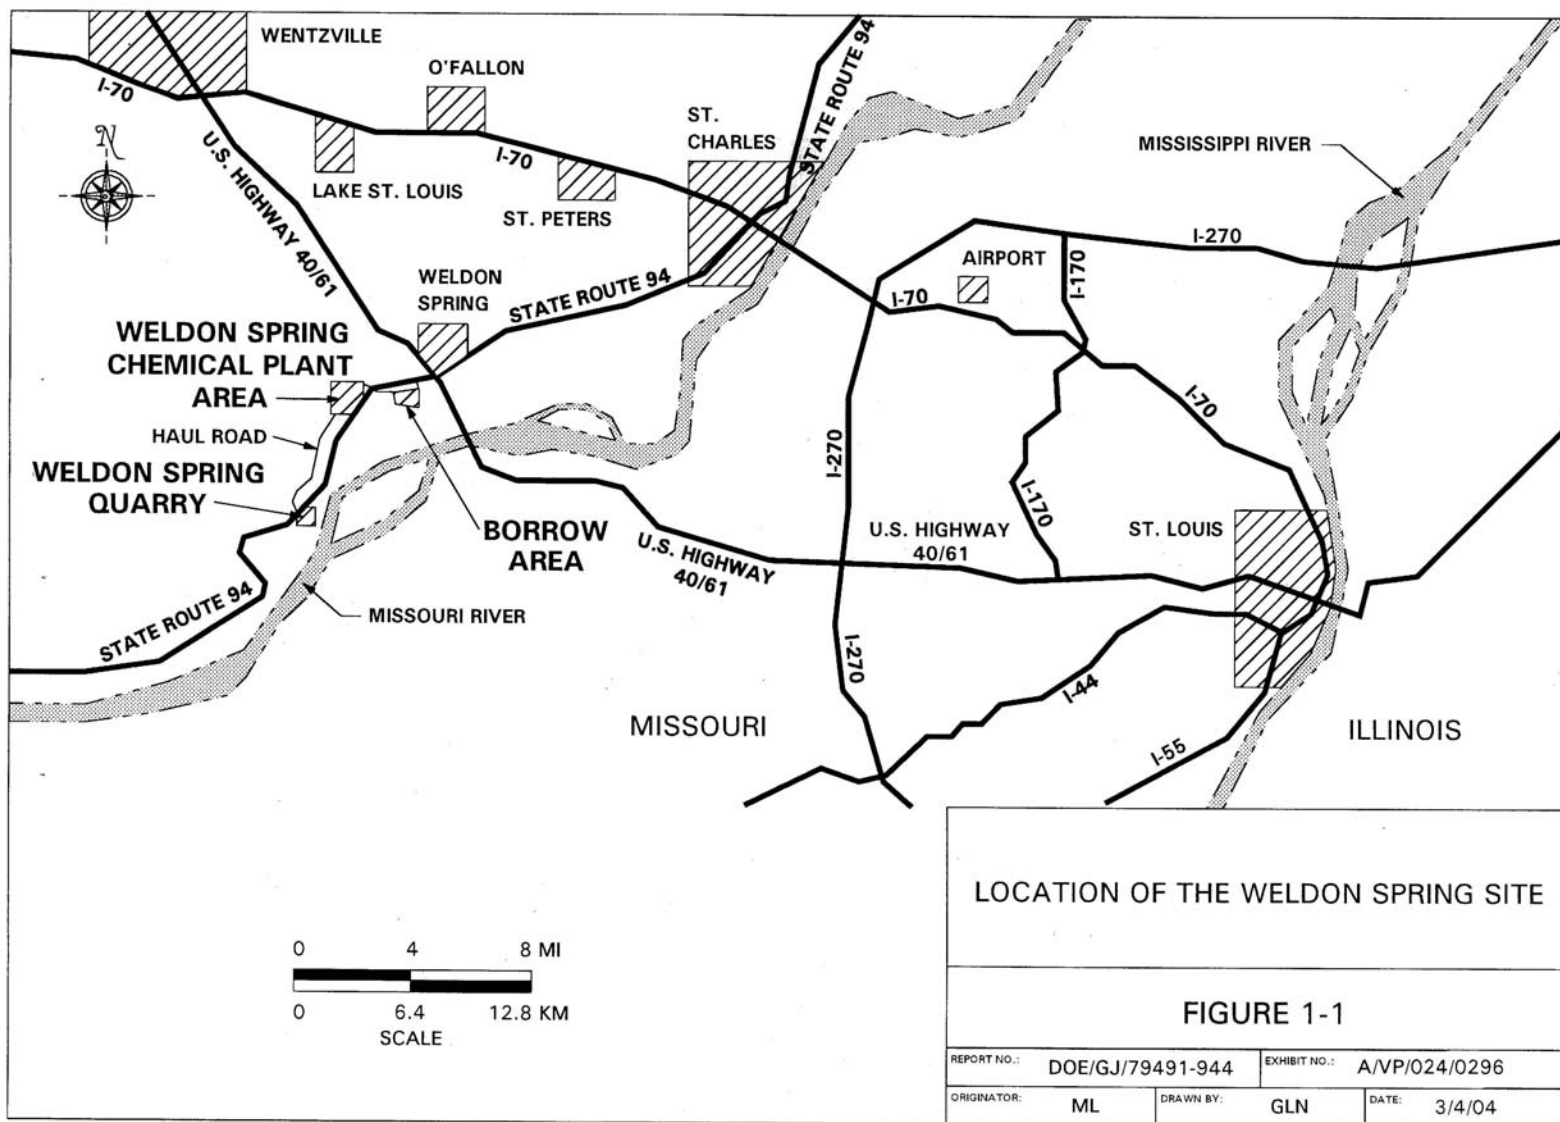 WENTZVILLE
I-70
O'FALLON
STATE ROUTE 94
ST.
CHARLES
MISSISSIPPI RIVER
N
U.S. HIGHWAY 40/61
I-70
LAKE ST. LOUIS
ST. PETERS
I-270
AIRPORT
I-170
WELDON
SPRING
STATE ROUTE 94
I-70
WELDON SPRING
CHEMICAL PLANT
AREA
I-70
HAUL ROAD
I-270
WELDON SPRING
QUARRY
I-170
BORROW
AREA
U.S. HIGHWAY
40/61
U.S. HIGHWAY
40/61
ST. LOUIS
STATE ROUTE 94
MISSOURI RIVER
I-270
I-44
MISSOURI
ILLINOIS
I-55
LOCATION OF THE WELDON SPRING SITE
0 4 8 MI
0 6.4 12.8 KM
SCALE
FIGURE 1-1
REPORT NO.: DOE/GJ/79491-944 EXHIBIT NO.: A/VP/024/0296
ORIGINATOR: ML DRAWN BY: GLN DATE: 3/4/04